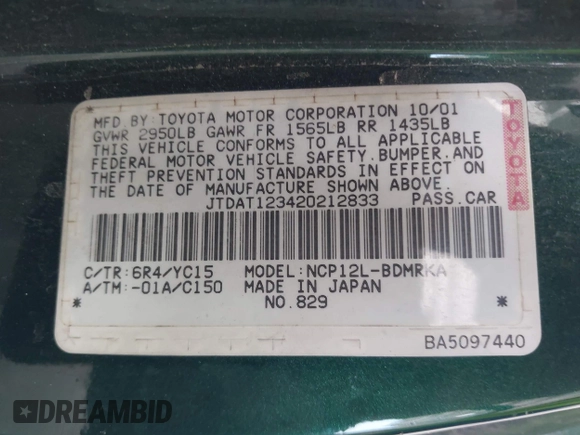 MFD BY: TOYOTA MOTOR CORPORATION 10/01
GVWR 2950LB GAWR FR 1565LB RR 1435LB
THIS VEHICLE CONFORMS TO ALL APPLICABLE
FEDERAL MOTOR VEHICLE SAFETY, BUMPER, AND
THEFT PREVENTION STANDARDS IN EFFECT ON
THE DATE OF MANUFACTURE SHOWN ABOVE.
JTDAT123420212833 PASS.CAR
TOYOTA
C/TR:6R4/YC15 MODEL:NCP12L-BDMRKA
A/TM:-01A/C150 MADE IN JAPAN
* NO.829 *
BA5097440
DREAMBID